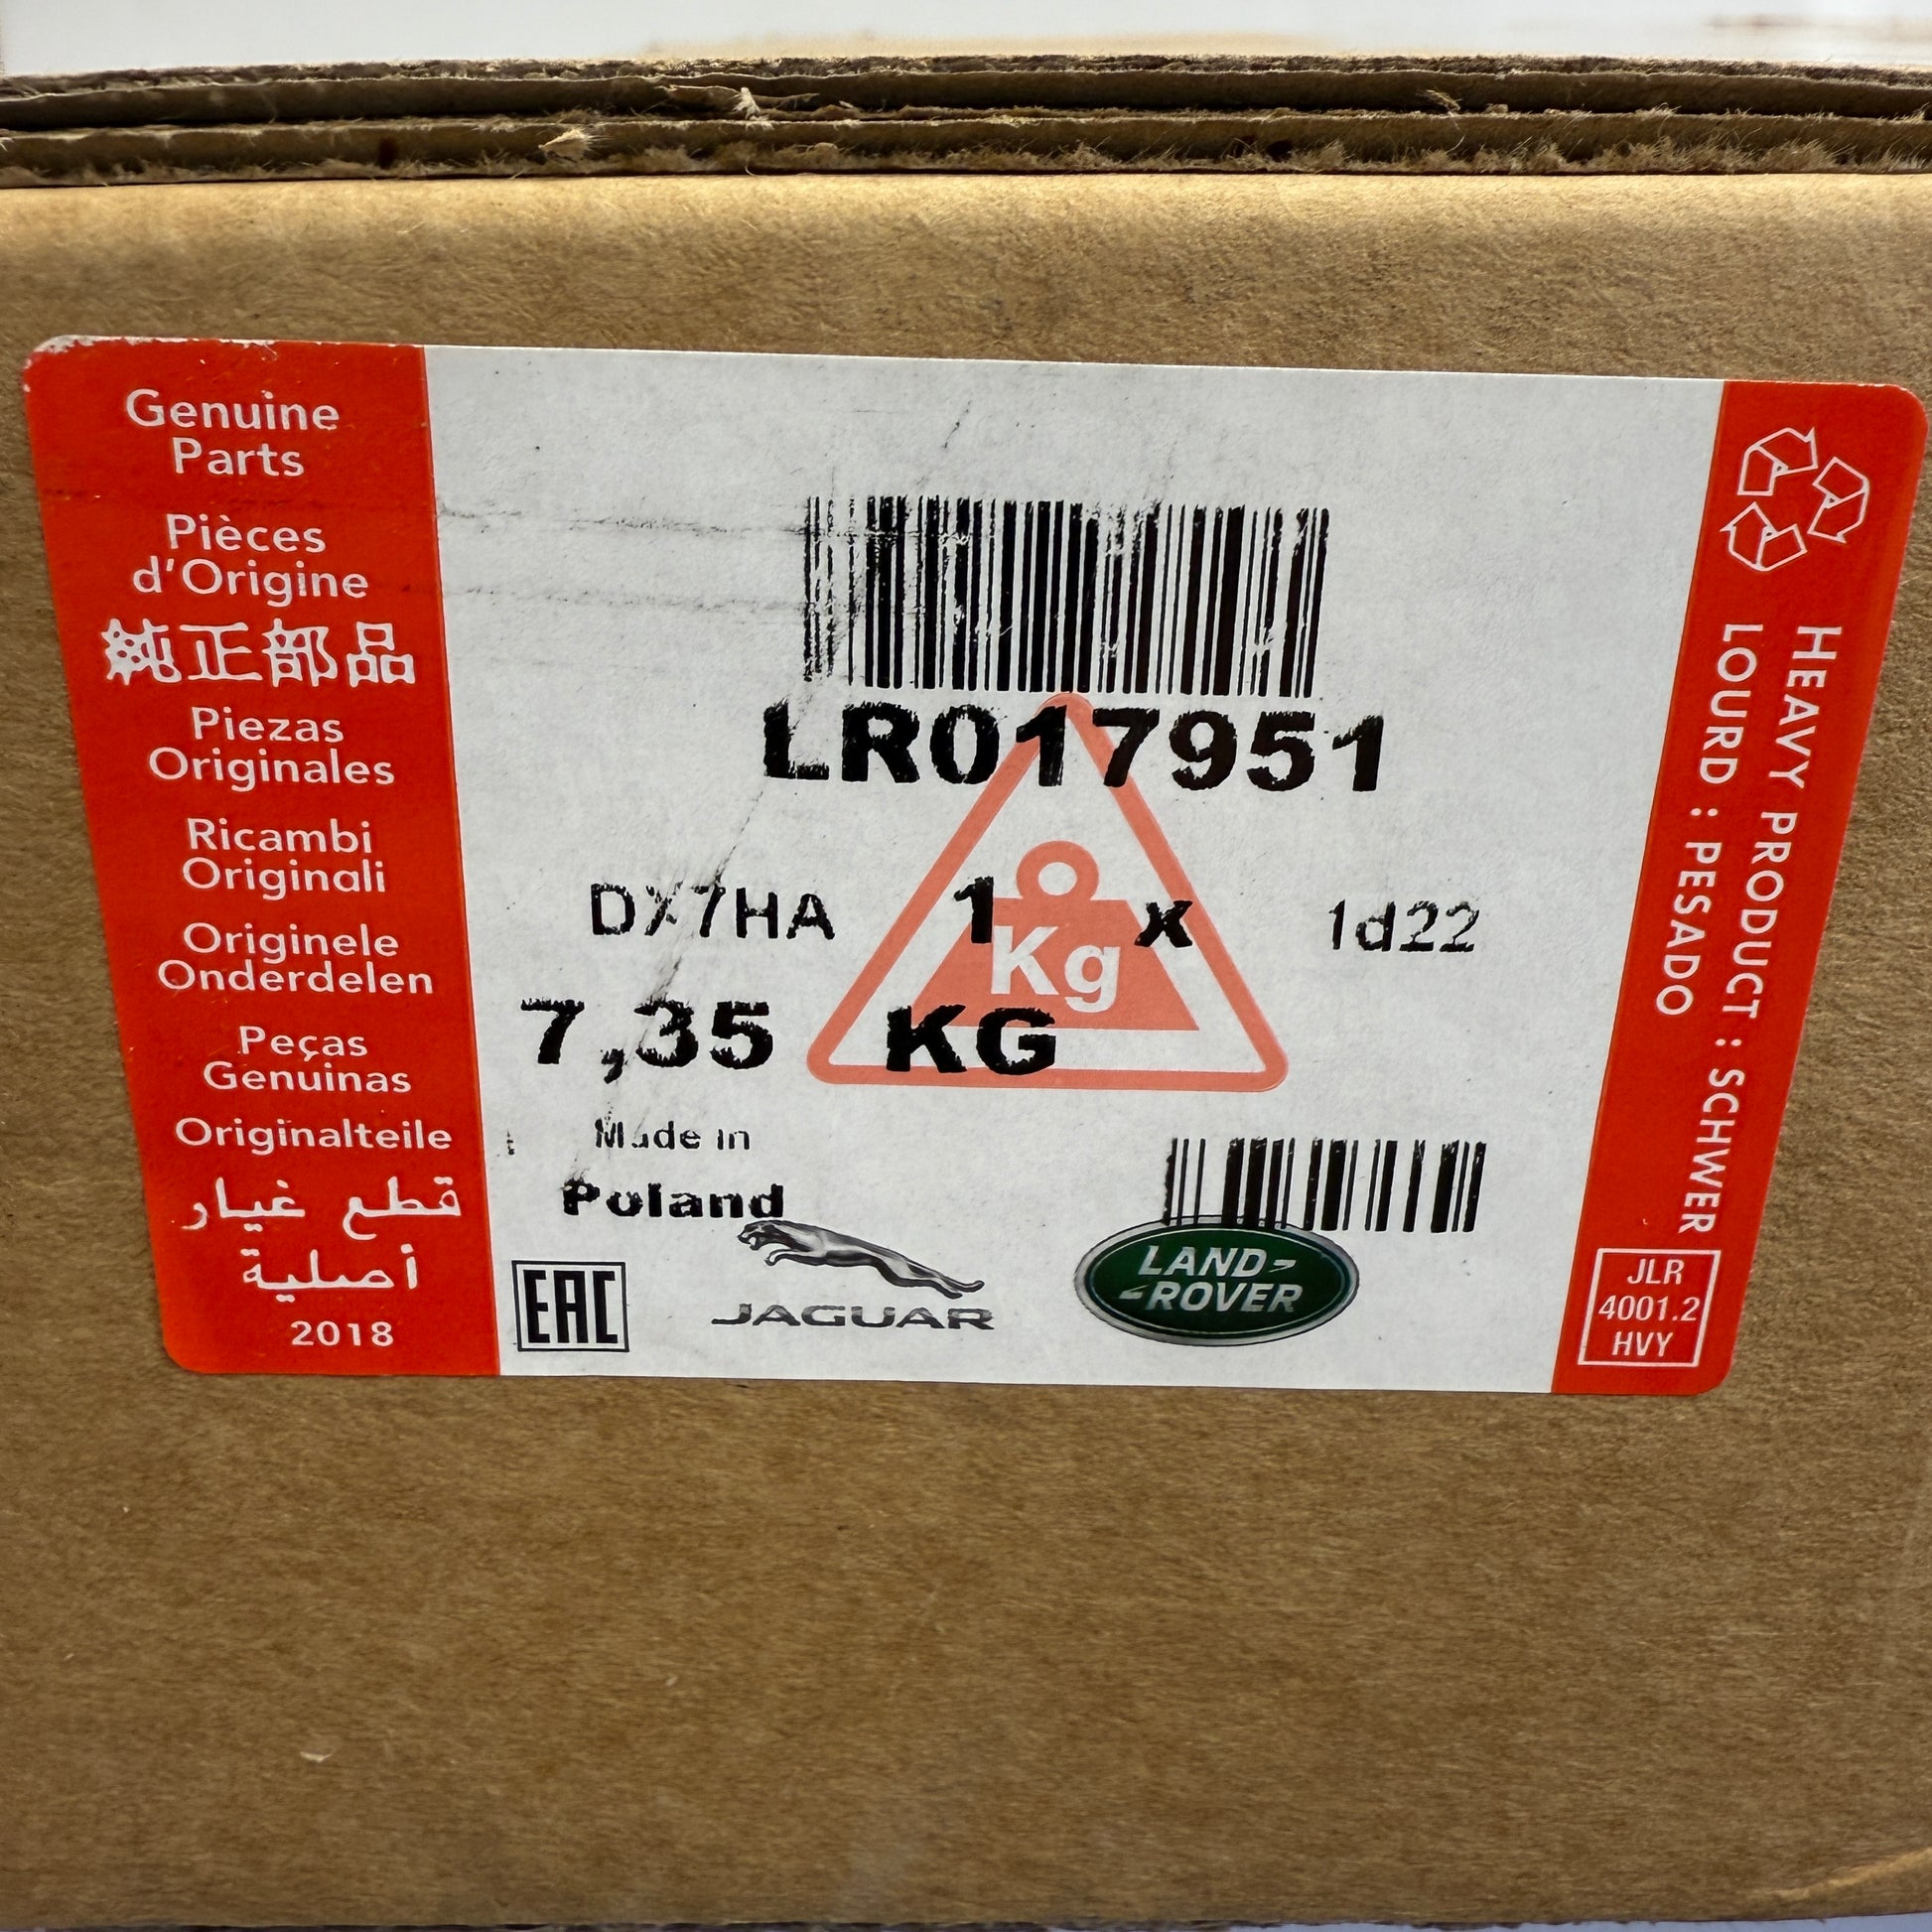 Genuine
Parts
Pièces
d'Origine
純正部品
Piezas
Originales
Ricambi
Originali
Originele
Onderdelen
Peças
Genuinas
Originalteile
قطع غيار
أصلية
2018
LR017951
DX7HA 1 x 1d22
Kg
7,35 KG
Made in
Poland
EAC
JAGUAR
LAND-
-ROVER
HEAVY PRODUCT : SCHWER
LOURD : PESADO
JLR
4001.2
HVY